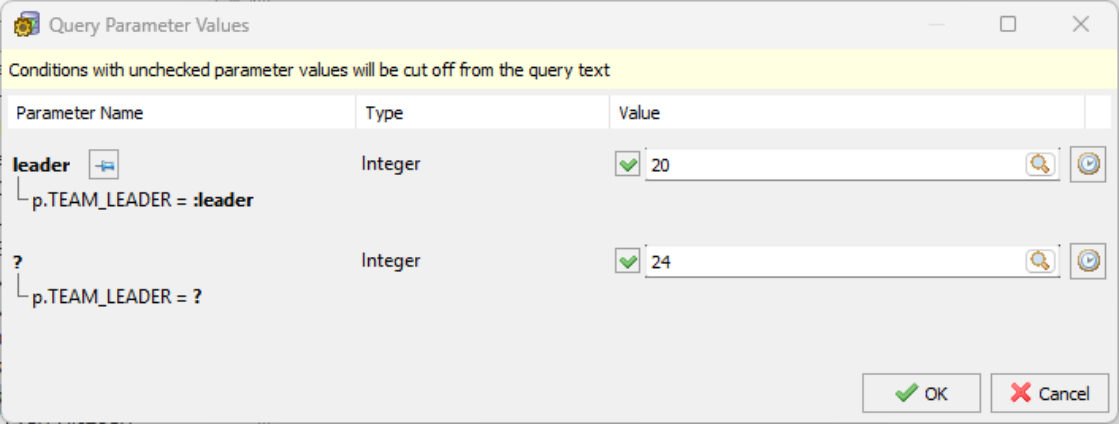 Query Parameter Values
Conditions with unchecked parameter values will be cut off from the query text
Parameter Name Type Value
leader Integer 20
p.TEAM_LEADER = :leader
? Integer 24
p.TEAM_LEADER = ?
OK Cancel